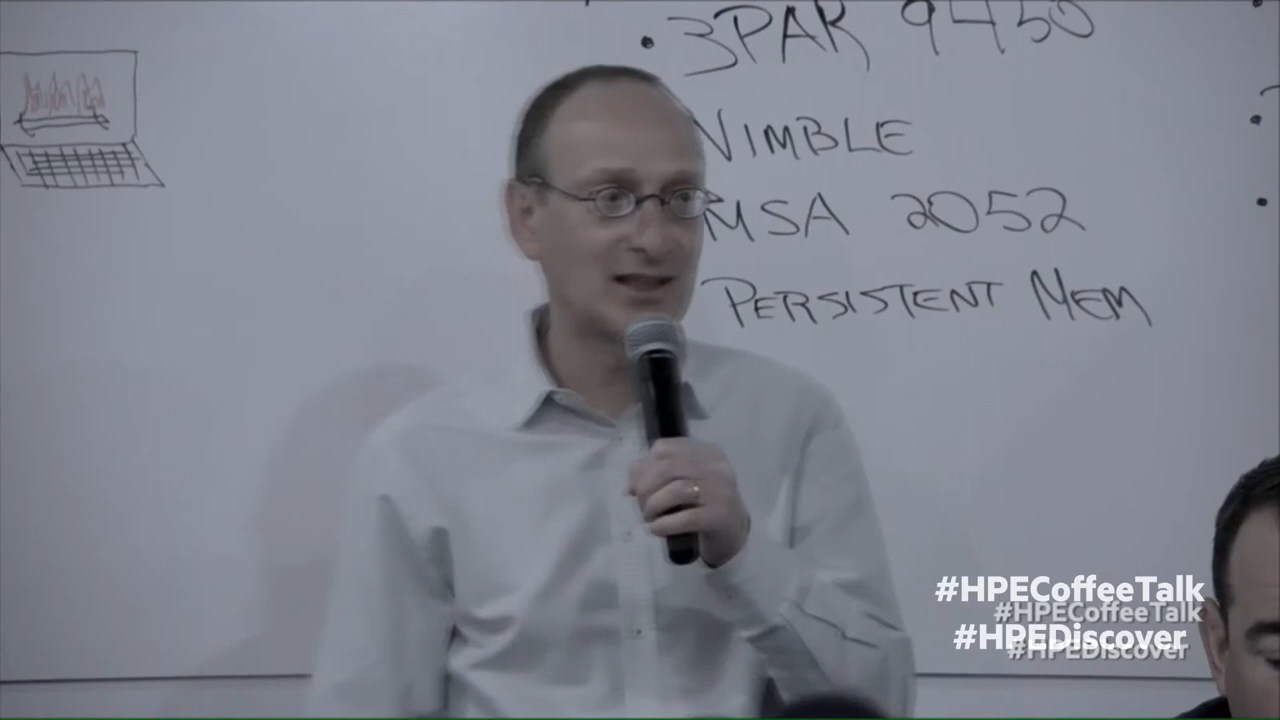 • 3PAR 9450
NIMBLE
MSA 2052
PERSISTENT MEM
#HPECoffeeTalk
#HPECoffeeTalk
#HPEDiscover
#HPEDiscover